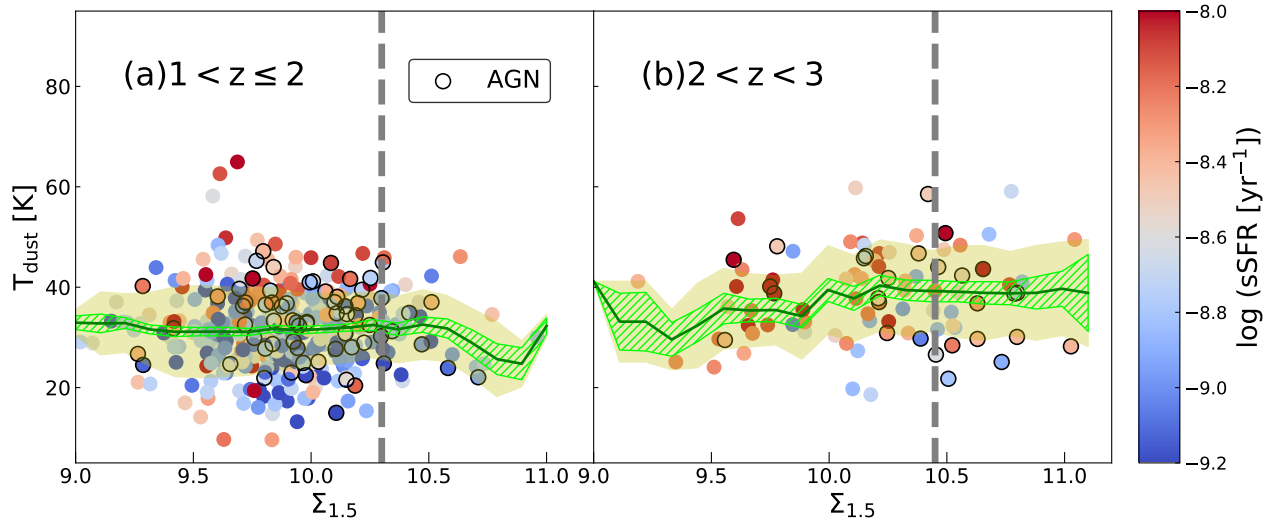 (a)1 < z ≤ 2
AGN
(b)2 < z < 3
T_dust [K]
80
60
40
20
9.0 9.5 10.0 10.5 11.0
Σ_1.5
9.0 9.5 10.0 10.5 11.0
Σ_1.5
−8.0
−8.2
−8.4
−8.6
−8.8
−9.0
−9.2
log (sSFR [yr⁻¹])